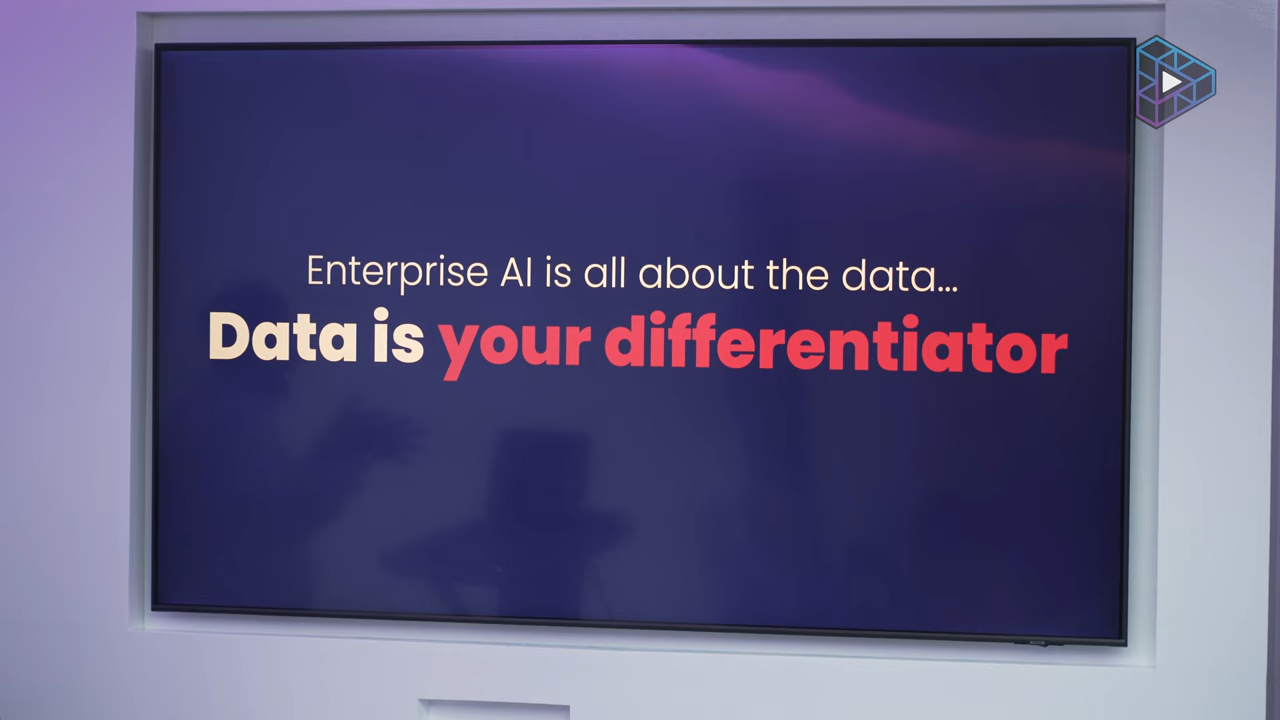 Enterprise AI is all about the data...
Data is your differentiator